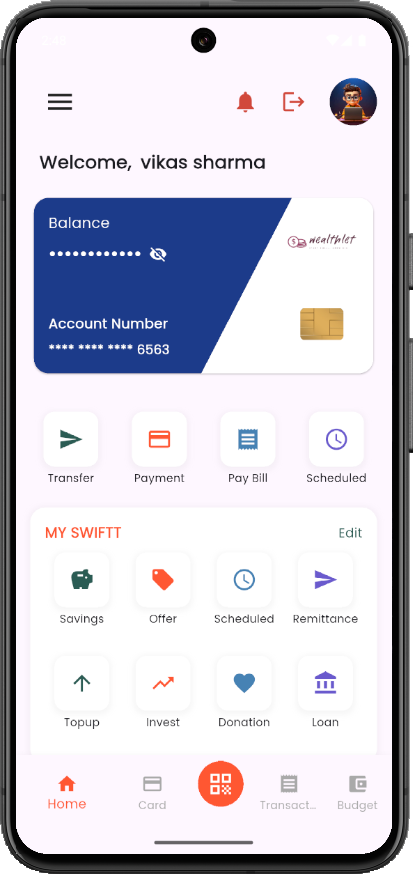 Welcome, vikas sharma
Balance
••••••••••••
wealthlet
Account Number
**** **** **** 6563
Transfer Payment Pay Bill Scheduled
MY SWIFTT Edit
Savings Offer Scheduled Remittance
Topup Invest Donation Loan
Home Card Transact... Budget